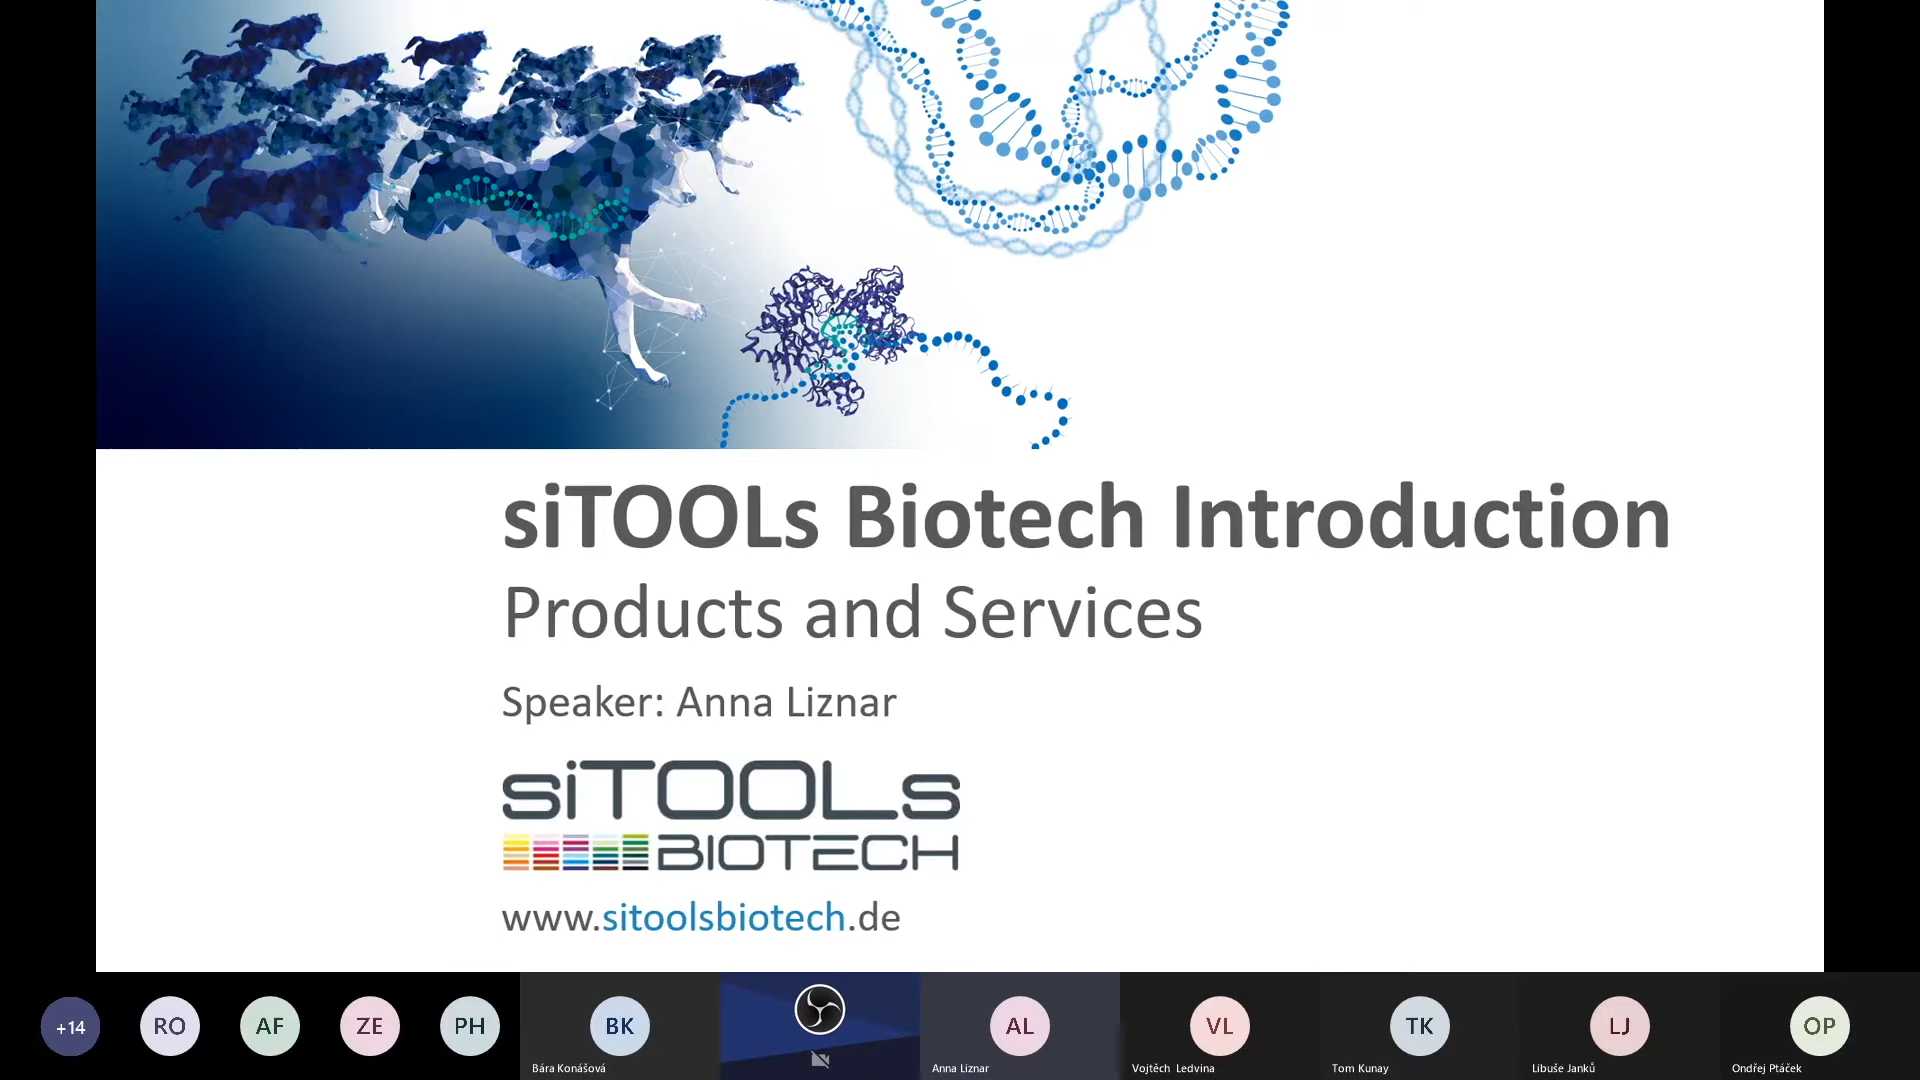 siTOOLs Biotech Introduction
Products and Services
Speaker: Anna Liznar
siTOOLs
BIOTECH
www.sitoolsbiotech.de
+14
RO
AF
ZE
PH
BK
AL
VL
TK
LJ
OP
Bára Konášová
Anna Liznar
Vojtěch Ledvina
Tom Kunay
Libuše Janků
Ondřej Ptáček